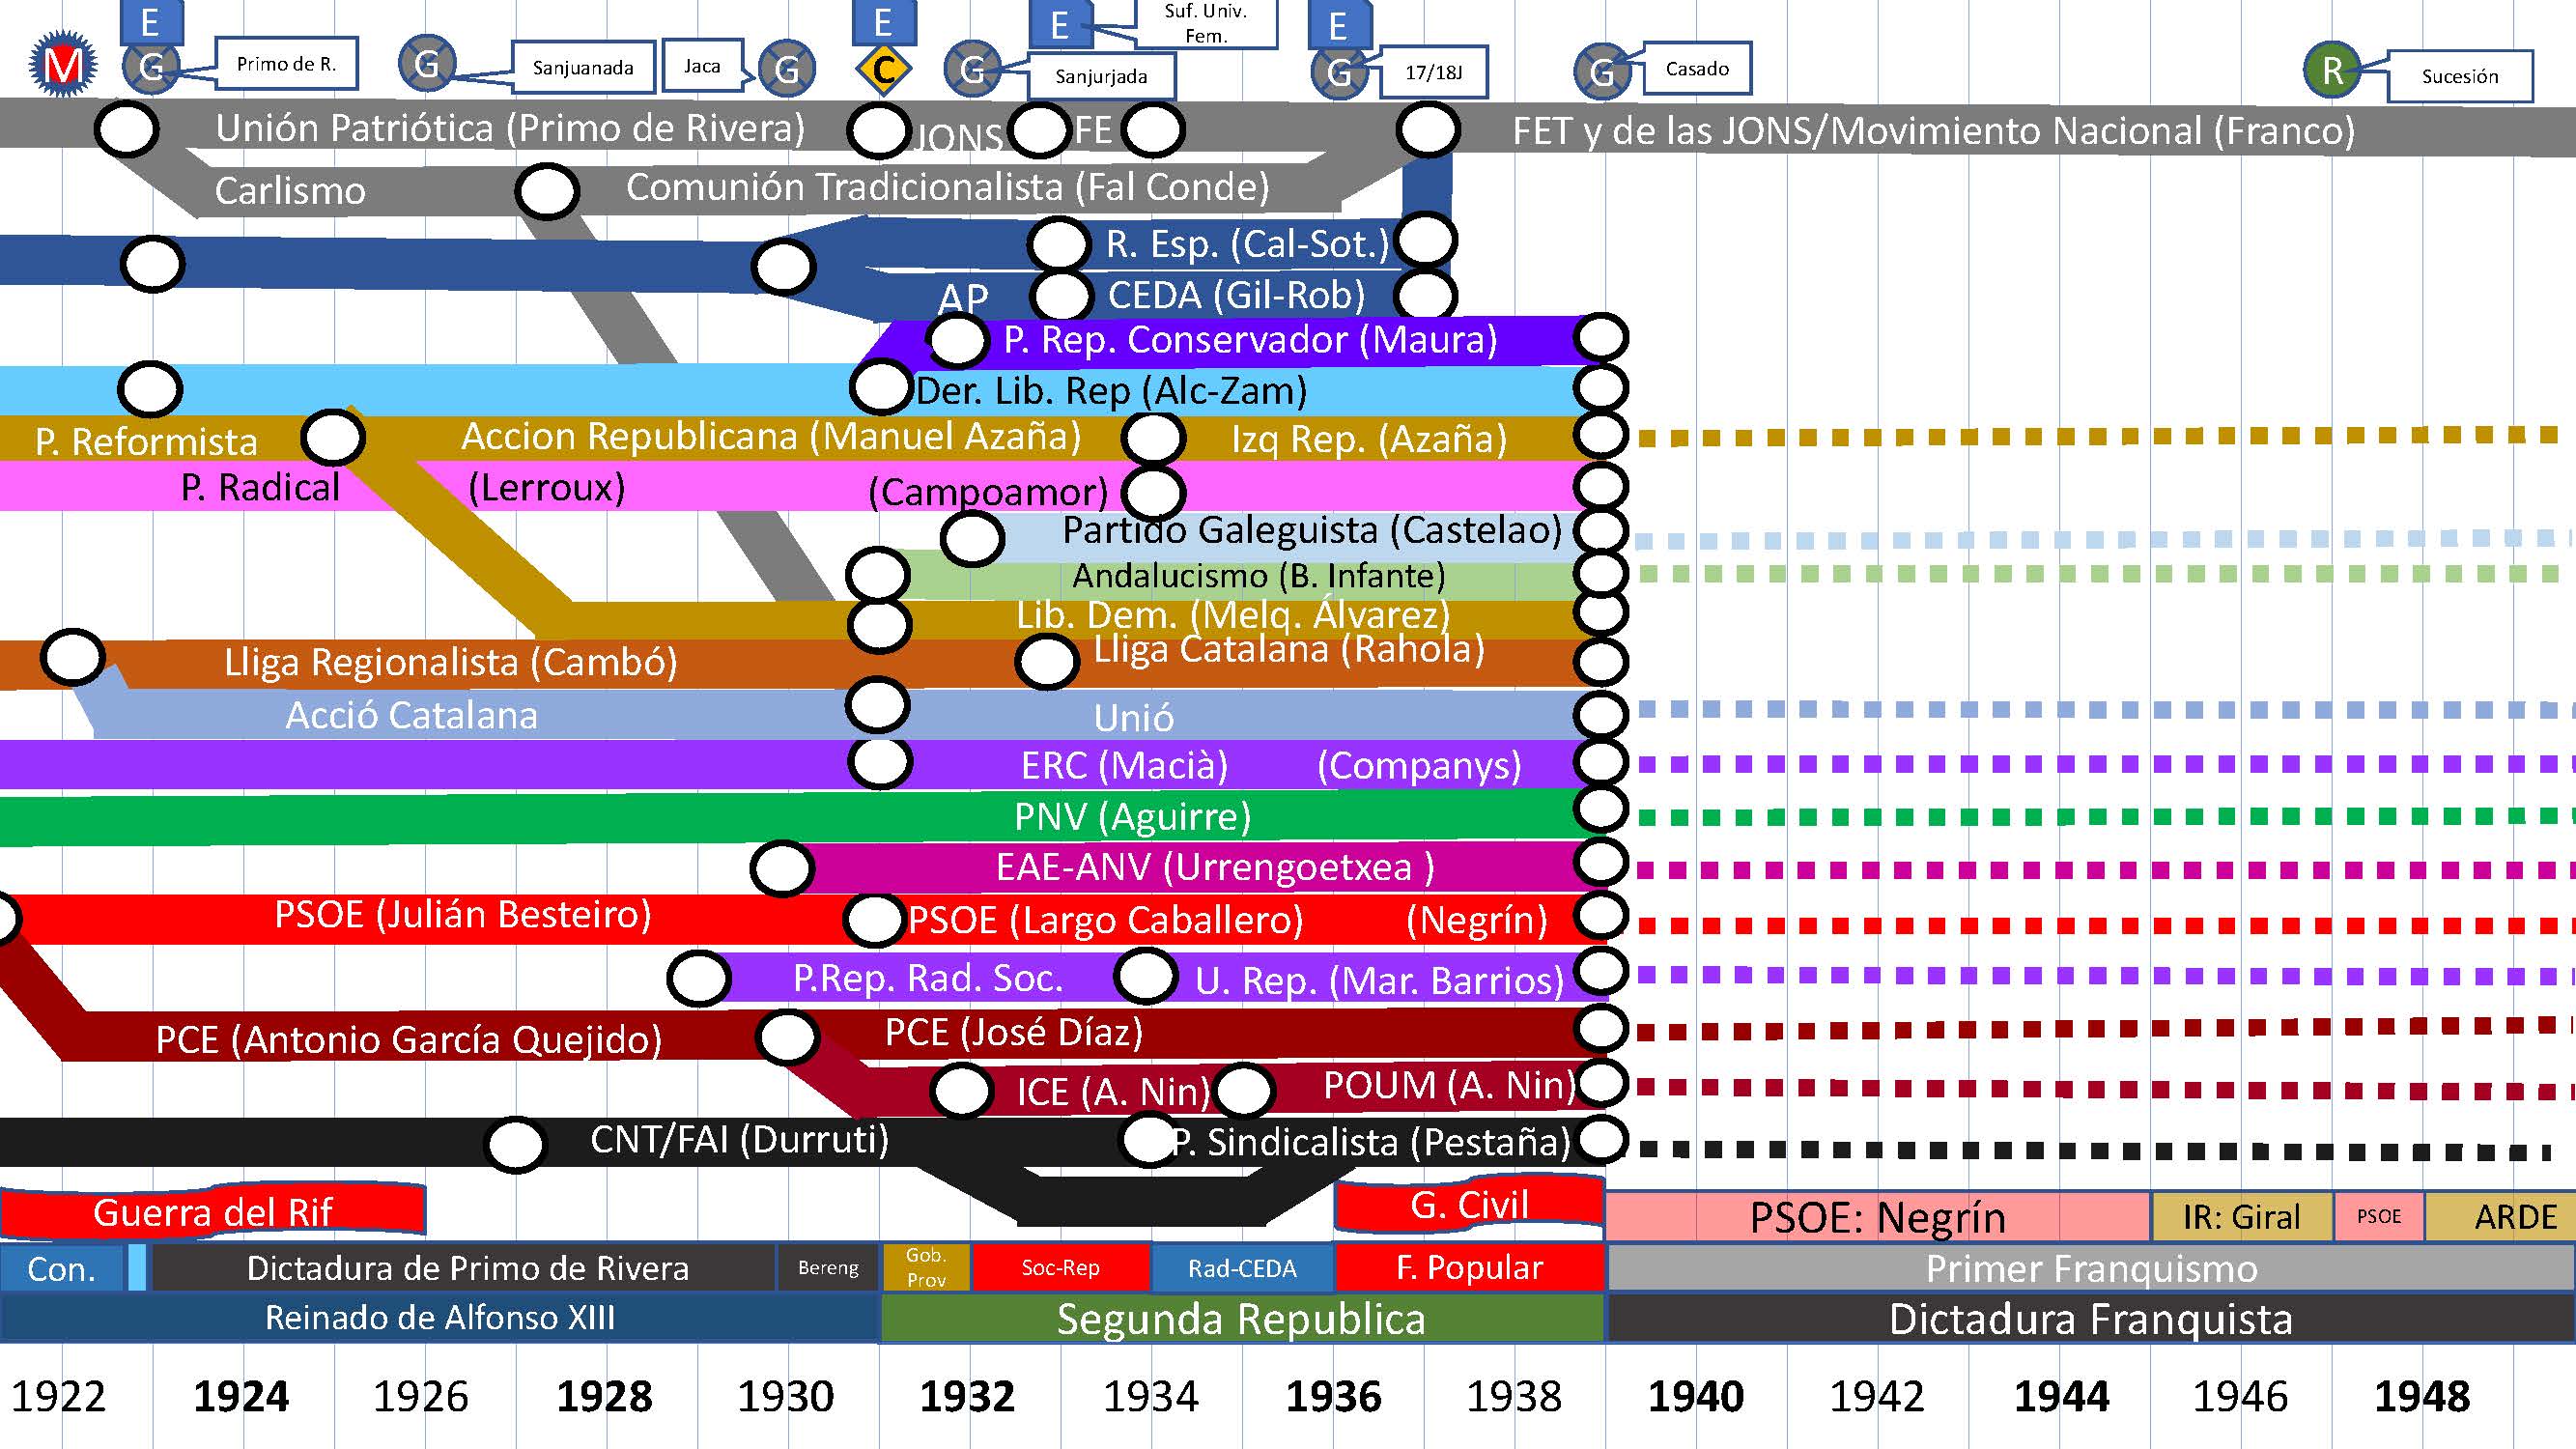 E
E
E
Suf. Univ.
Fem.
E
M
G
Primo de R.
G
Sanjuanada
Jaca
G
C
G
Sanjurjada
G
17/18J
G
Casado
R
Sucesión
Unión Patriótica (Primo de Rivera)
JONS
FE
FET y de las JONS/Movimiento Nacional (Franco)
Carlismo
Comunión Tradicionalista (Fal Conde)
R. Esp. (Cal-Sot.)
AP
CEDA (Gil-Rob)
P. Rep. Conservador (Maura)
Der. Lib. Rep (Alc-Zam)
P. Reformista
Accion Republicana (Manuel Azaña)
Izq Rep. (Azaña)
P. Radical
(Lerroux)
(Campoamor)
Partido Galeguista (Castelao)
Andalucismo (B. Infante)
Lib. Dem. (Melq. Álvarez)
Lliga Regionalista (Cambó)
Lliga Catalana (Rahola)
Acció Catalana
Unió
ERC (Macià)
(Companys)
PNV (Aguirre)
EAE-ANV (Urrengoetxea )
PSOE (Julián Besteiro)
PSOE (Largo Caballero)
(Negrín)
P.Rep. Rad. Soc.
U. Rep. (Mar. Barrios)
PCE (Antonio García Quejido)
PCE (José Díaz)
ICE (A. Nin)
POUM (A. Nin)
CNT/FAI (Durruti)
P. Sindicalista (Pestaña)
Guerra del Rif
G. Civil
PSOE: Negrín
IR: Giral
PSOE
ARDE
Con.
Dictadura de Primo de Rivera
Bereng
Gob.
Prov
Soc-Rep
Rad-CEDA
F. Popular
Primer Franquismo
Reinado de Alfonso XIII
Segunda Republica
Dictadura Franquista
1922
1924
1926
1928
1930
1932
1934
1936
1938
1940
1942
1944
1946
1948